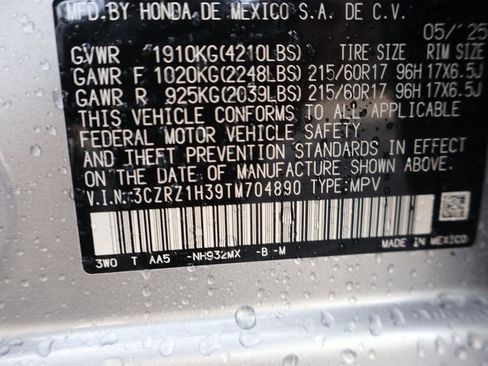 MFD.BY HONDA DE MEXICO S.A. DE C.V.
05/'25
GVWR 1910KG(4210LBS) TIRE SIZE RIM SIZE
GAWR F 1020KG(2248LBS) 215/60R17 96H 17X6.5J
GAWR R 925KG(2039LBS) 215/60R17 96H 17X6.5J
THIS VEHICLE CONFORMS TO ALL APPLICABLE
FEDERAL MOTOR VEHICLE SAFETY
AND THEFT PREVENTION STANDARDS IN EFFECT
ON THE DATE OF MANUFACTURE SHOWN ABOVE.
V.I.N:3CZRZ1H39TM704890 TYPE:MPV
3WO T AA5 -NH932MX -B -M
MADE IN MEXICO